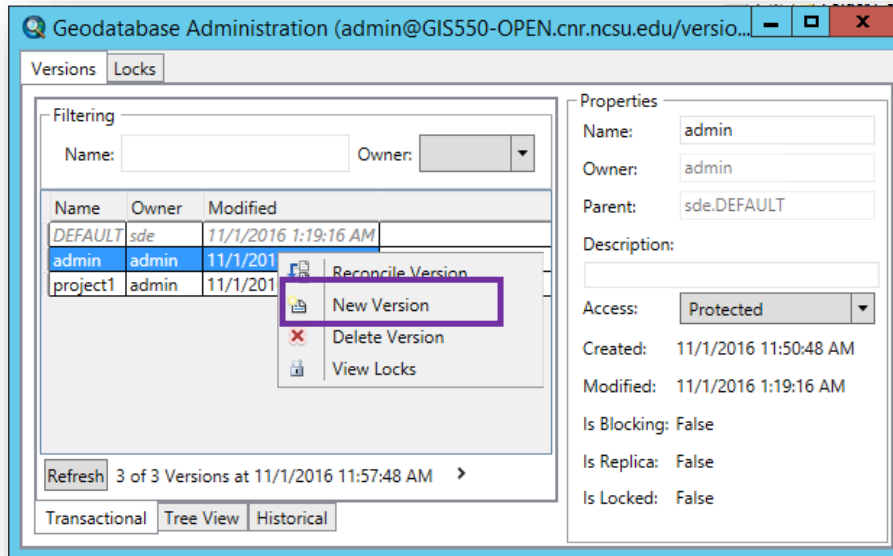 Geodatabase Administration (admin@GIS550-OPEN.cnr.ncsu.edu/versio...
Versions Locks
Filtering
Name: Owner:
Name Owner Modified
DEFAULT sde 11/1/2016 1:19:16 AM
admin admin 11/1/201
project1 admin 11/1/201
Reconcile Version
New Version
Delete Version
View Locks
Refresh 3 of 3 Versions at 11/1/2016 11:57:48 AM
Transactional Tree View Historical
Properties
Name: admin
Owner: admin
Parent: sde.DEFAULT
Description:
Access: Protected
Created: 11/1/2016 11:50:48 AM
Modified: 11/1/2016 1:19:16 AM
Is Blocking: False
Is Replica: False
Is Locked: False